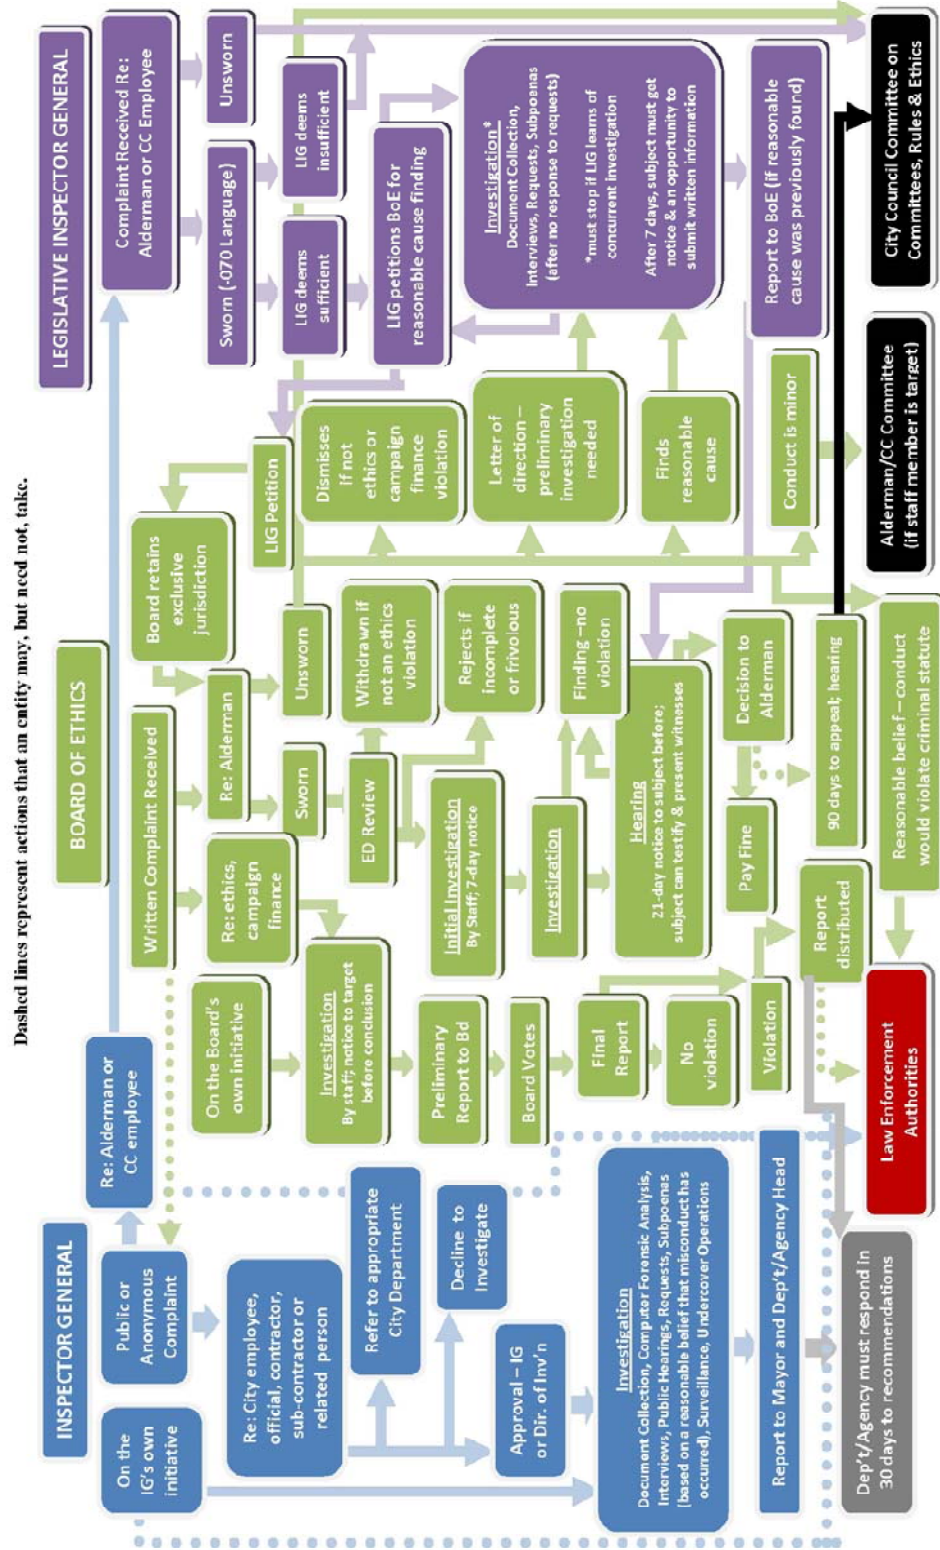 Dashed lines represent actions that an entity may, but need not, take.
INSPECTOR GENERAL
On the
IG's own
initiative
Public or
Anonymous
Complaint
Re: Alderman or
CC employee
Re: City employee,
official, contractor,
sub-contractor or
related person
Refer to appropriate
City Department
Decline to
Investigate
Approval – IG
or Dir. of Inv'n
Investigation
Document Collection, Computer Forensic Analysis,
Interviews, Public Hearings, Requests, Subpoenas
(based on a reasonable belief that misconduct has
occurred), Surveillance, Undercover Operations
Report to Mayor and Dep't/Agency Head
Dep't/Agency must respond in
30 days to recommendations
BOARD OF ETHICS
Written Complaint Received
Board retains
exclusive
jurisdiction
LIG Petition
On the Board's
own initiative
Re: ethics,
campaign
finance
Re: Alderman
Sworn
Unsworn
Investigation
By staff; notice to target
before conclusion
ED Review
Withdrawn if
not an ethics
violation
Dismisses
if not
ethics or
campaign
finance
violation
Preliminary
Report to Bd
Initial Investigation
By Staff; 7-day notice
Rejects if
incomplete
or frivolous
Letter of
direction –
preliminary
investigation
needed
Board Votes
Investigation
Finding –no
violation
Finds
reasonable
cause
Final
Report
No
violation
Hearing
21-day notice to subject before;
subject can testify & present witnesses
Violation
Pay Fine
Decision to
Alderman
Conduct is minor
Report
distributed
90 days to appeal; hearing
Reasonable belief – conduct
would violate criminal statute
Law Enforcement
Authorities
Alderman/CC Committee
(if staff member is target)
LEGISLATIVE INSPECTOR GENERAL
Complaint Received Re:
Alderman or CC Employee
Sworn (-070 Language)
Unsworn
LIG deems
sufficient
LIG deems
insufficient
LIG petitions BoE for
reasonable cause finding
Investigation*
Document Collection,
Interviews, Requests, Subpoenas
(after no response to requests)
*must stop if LIG learns of
concurrent investigation
After 7 days, subject must get
notice & an opportunity to
submit written information
Report to BoE (if reasonable
cause was previously found)
City Council Committee on
Committees, Rules & Ethics